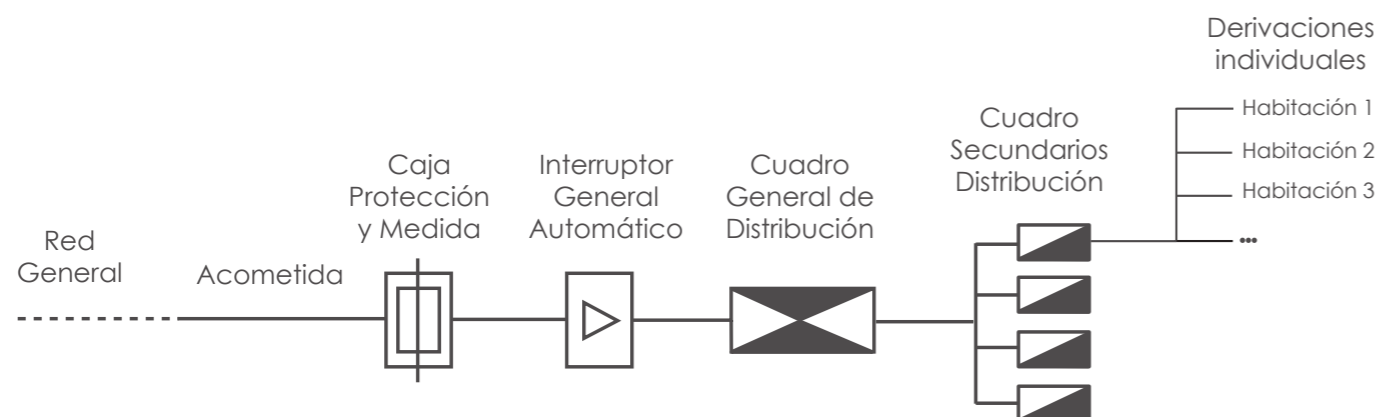 Red
General
Acometida
Caja
Protección
y Medida
Interruptor
General
Automático
Cuadro
General de
Distribución
Cuadro
Secundarios
Distribución
Derivaciones
individuales
Habitación 1
Habitación 2
Habitación 3
...